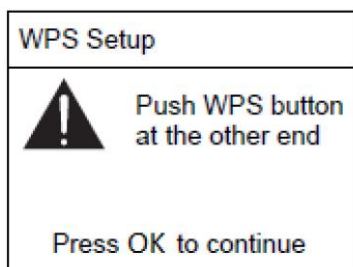 WPS Setup
Push WPS button
at the other end
Press OK to continue